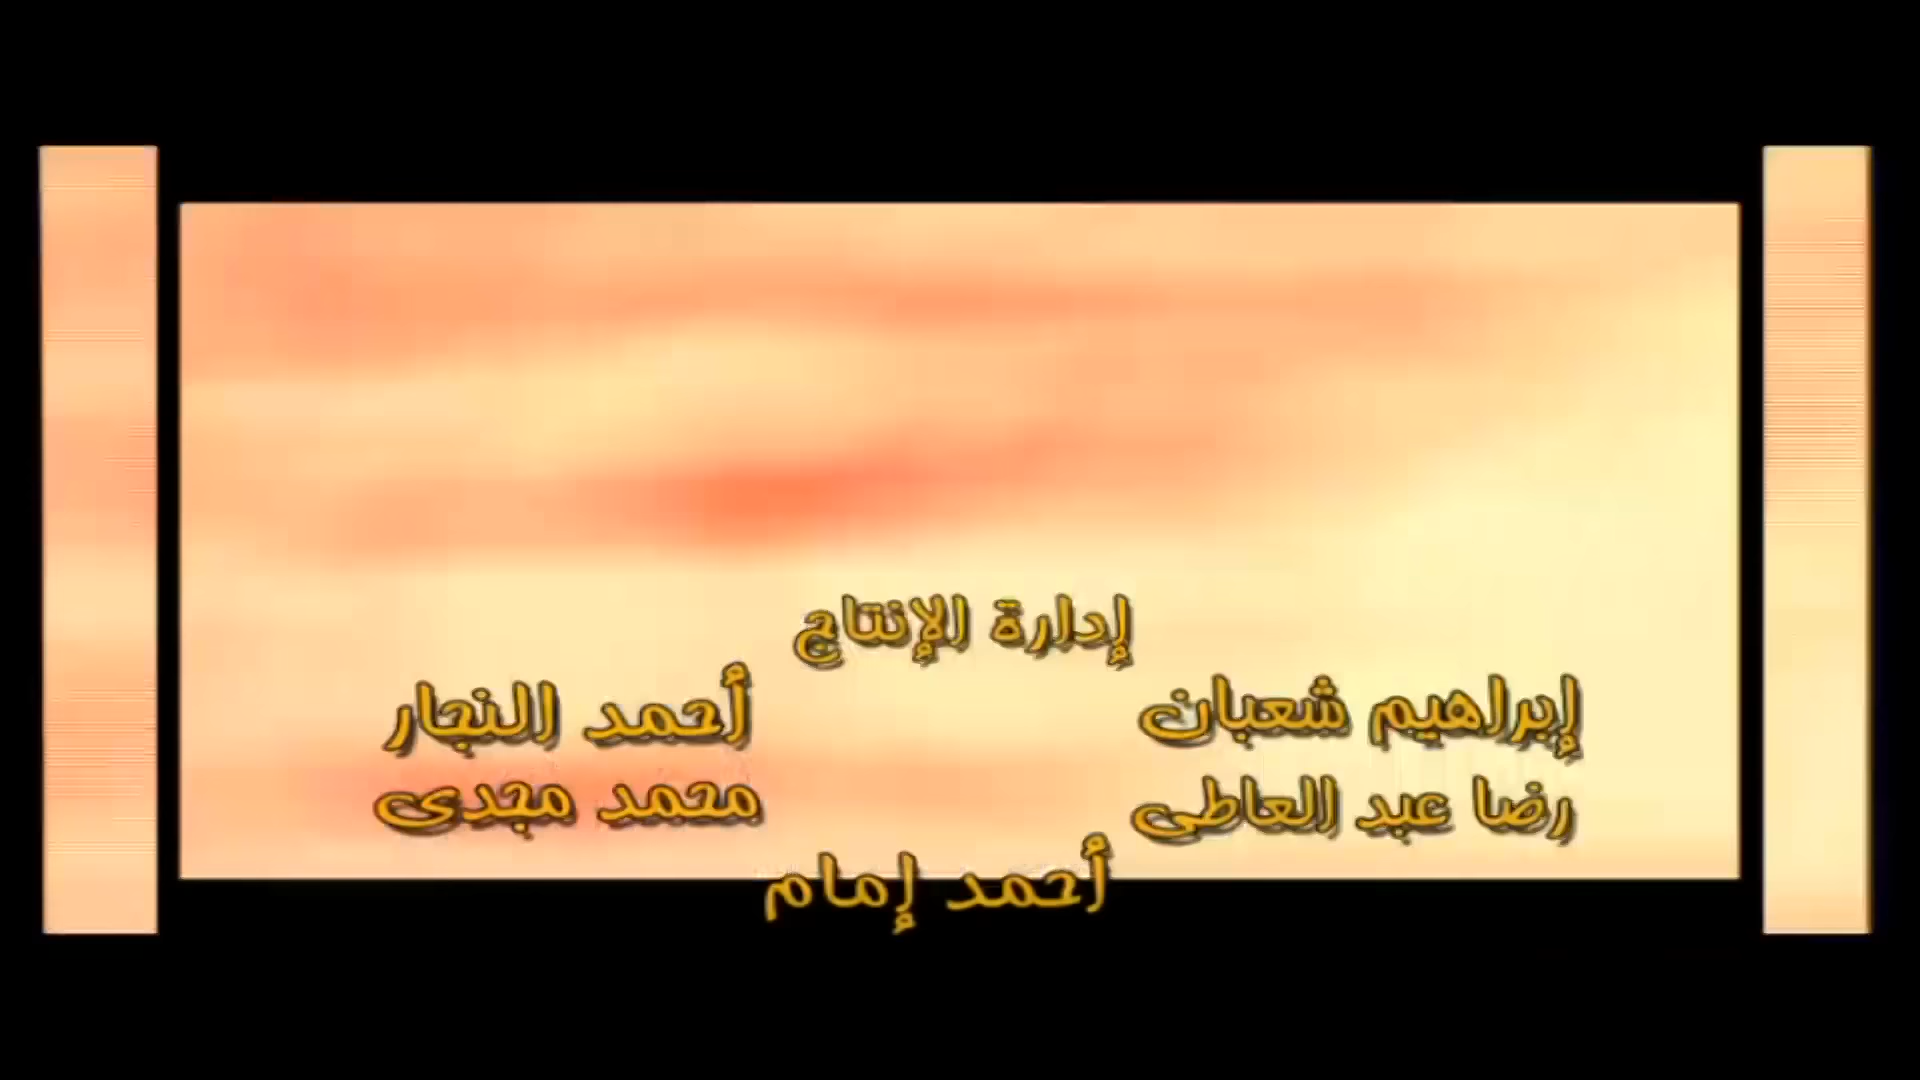 إدارة الإنتاج
إبراهيم شعبان
أحمد النجار
رضا عبد العاطى
محمد مجدى
أحمد إمام